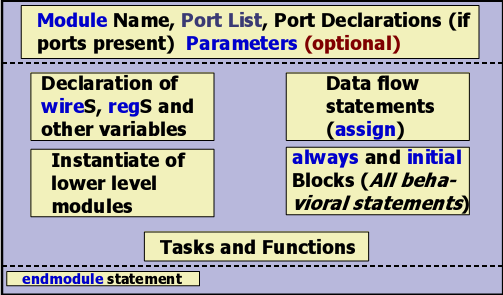 Module Name, Port List, Port Declarations (if
ports present) Parameters (optional)
Declaration of
wireS, regS and
other variables
Data flow
statements
(assign)
Instantiate of
lower level
modules
always and initial
Blocks (All beha-
vioral statements)
Tasks and Functions
endmodule statement